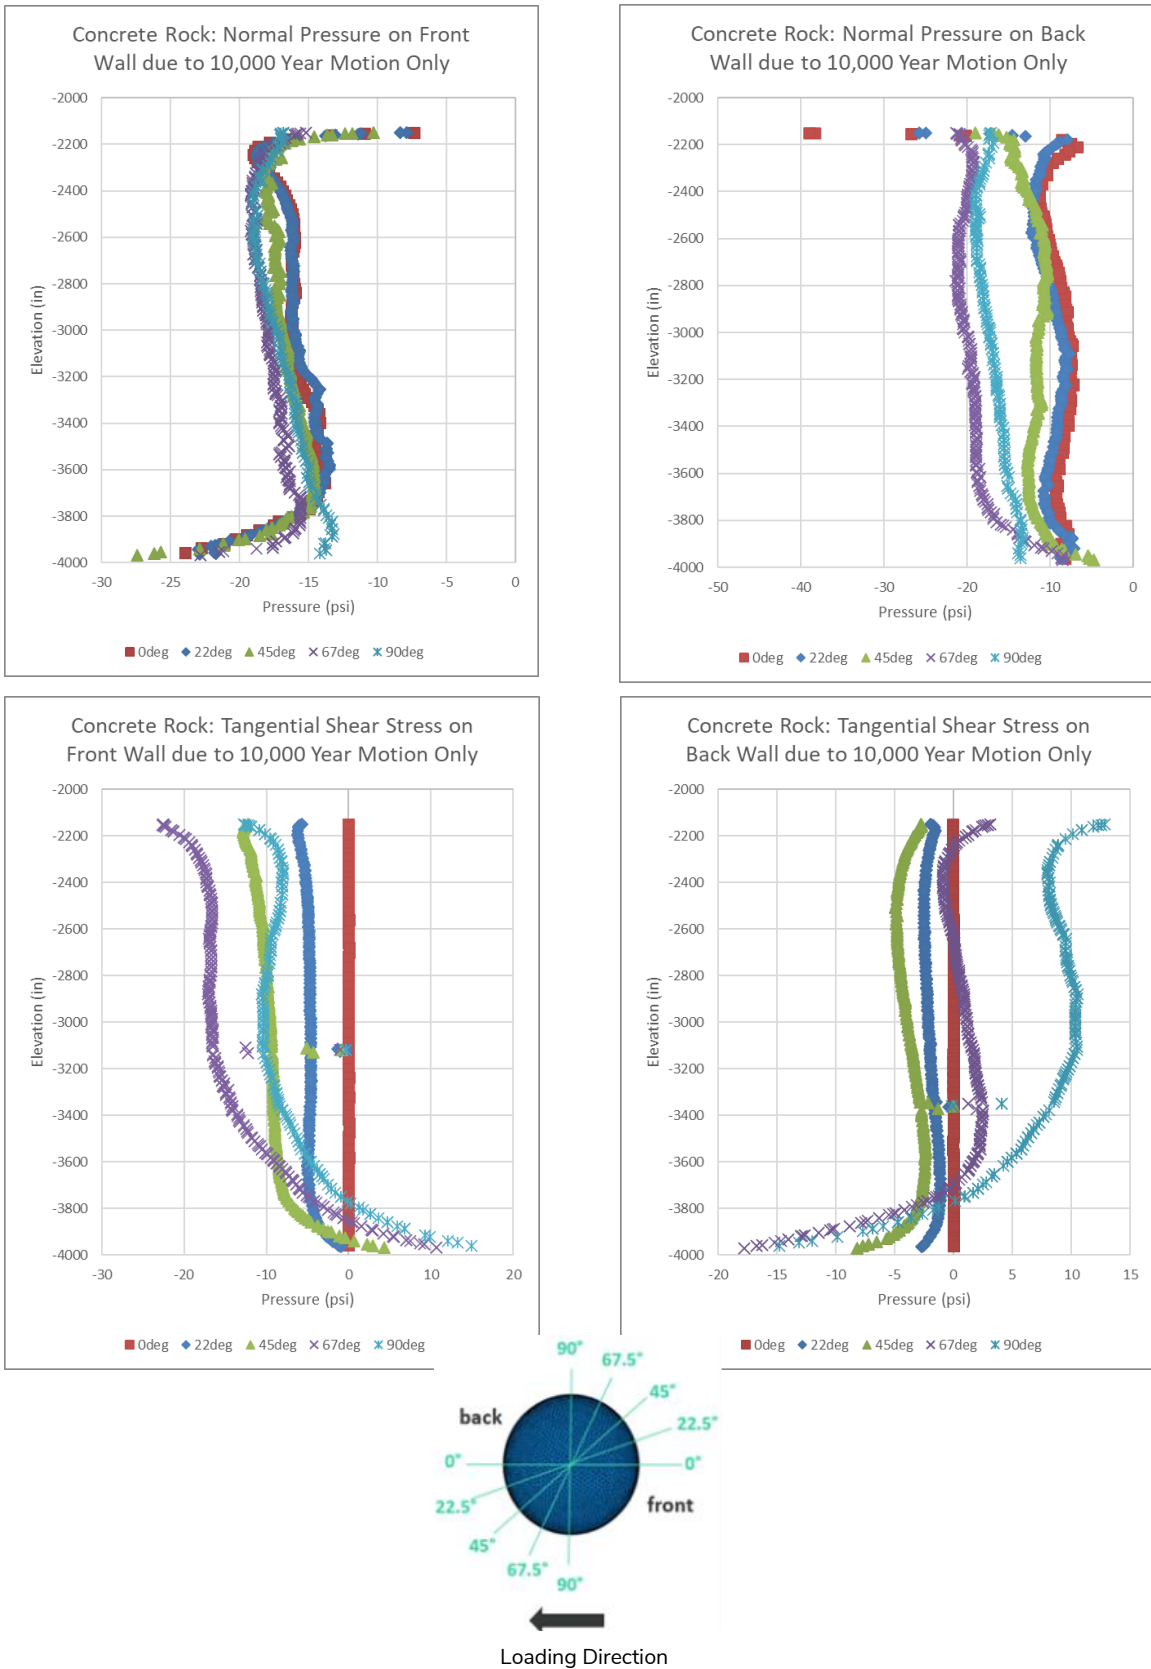 Concrete Rock: Normal Pressure on Front
Wall due to 10,000 Year Motion Only
-2000
-2200
-2400
-2600
-2800
-3000
-3200
-3400
-3600
-3800
-4000
Elevation (in)
-30 -25 -20 -15 -10 -5 0
Pressure (psi)
0deg 22deg 45deg 67deg 90deg
Concrete Rock: Normal Pressure on Back
Wall due to 10,000 Year Motion Only
-2000
-2200
-2400
-2600
-2800
-3000
-3200
-3400
-3600
-3800
-4000
Elevation (in)
-50 -40 -30 -20 -10 0
Pressure (psi)
0deg 22deg 45deg 67deg 90deg
Concrete Rock: Tangential Shear Stress on
Front Wall due to 10,000 Year Motion Only
-2000
-2200
-2400
-2600
-2800
-3000
-3200
-3400
-3600
-3800
-4000
Elevation (in)
-30 -20 -10 0 10 20
Pressure (psi)
0deg 22deg 45deg 67deg 90deg
Concrete Rock: Tangential Shear Stress on
Back Wall due to 10,000 Year Motion Only
-2000
-2200
-2400
-2600
-2800
-3000
-3200
-3400
-3600
-3800
-4000
Elevation (in)
-20 -15 -10 -5 0 5 10 15
Pressure (psi)
0deg 22deg 45deg 67deg 90deg
90°
67.5°
45°
back
22.5°
0° 0°
22.5° front
45°
67.5°
90°
Loading Direction